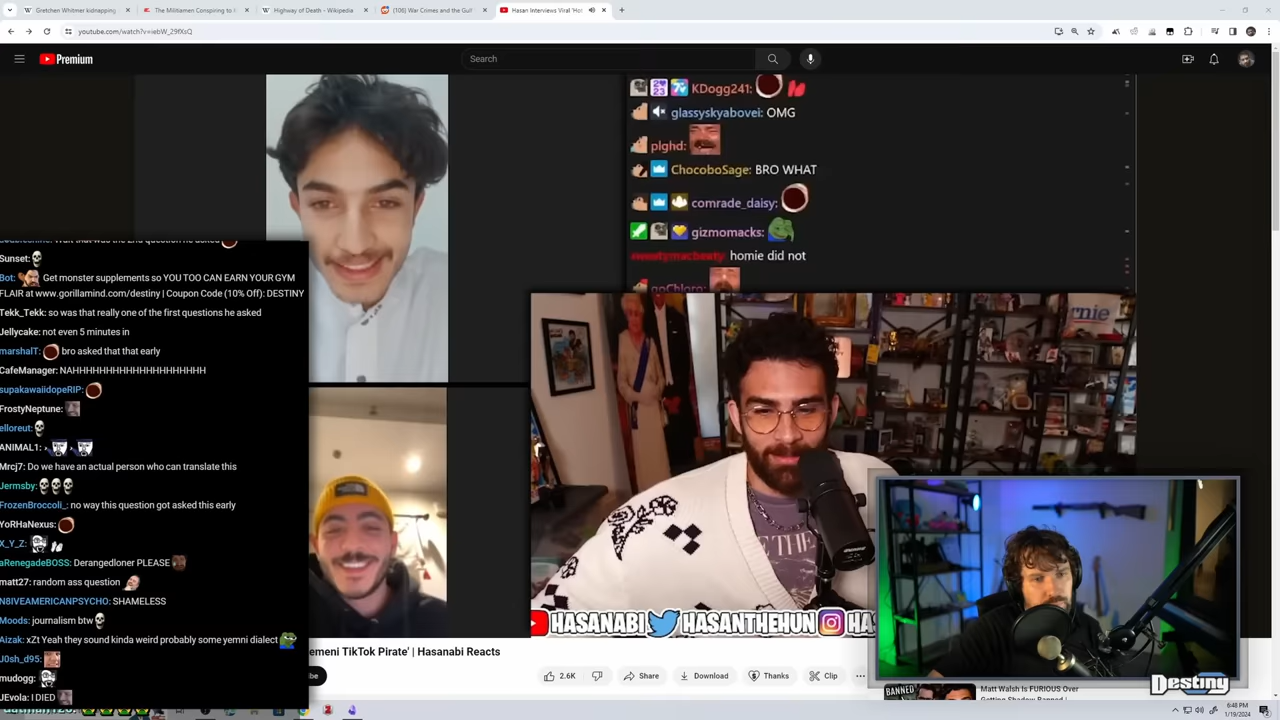 Gretchen Whitmer kidnapping
The Militiamen Conspiring to
Highway of Death - Wikipedia
(108) War Crimes and the Gulf
Hasan Interviews Viral 'Hot
youtube.com/watch?v=iebW_29fXsQ
Premium
Search
KDogg241:
glassyskyabovei: OMG
plghd:
ChocoboSage: BRO WHAT
comrade_daisy:
gizmomacks:
homie did not
goChloro
Sunset:
Bot: Get monster supplements so YOU TOO CAN EARN YOUR GYM
FLAIR at www.gorillamind.com/destiny | Coupon Code (10% Off): DESTINY
Tekk_Tekk: so was that really one of the first questions he asked
Jellycake: not even 5 minutes in
marshalT: bro asked that that early
CafeManager: NAHHHHHHHHHHHHHHHHHHHH
supakawaiidopeRIP:
FrostyNeptune:
elloreut:
ANIMAL1:
Mrcj7: Do we have an actual person who can translate this
Jermsby:
FrozenBroccoli_: no way this question got asked this early
YoRHaNexus:
X_Y_Z:
aRenegadeBOSS: Derangedloner PLEASE
matt27: random ass question
N8IVEAMERICANPSYCHO: SHAMELESS
Moods: journalism btw
Aizak: xZt Yeah they sound kinda weird probably some yemni dialect
J0sh_d95:
mudogg:
JEvola: I DIED
ernie
HASANABI HASANTHEHUN HASA
emeni TikTok Pirate' | Hasanabi Reacts
be
2.6K
Share
Download
Thanks
Clip
Destiny
BANNED
Matt Walsh IS FURIOUS Over
6:48 PM
1/19/2024